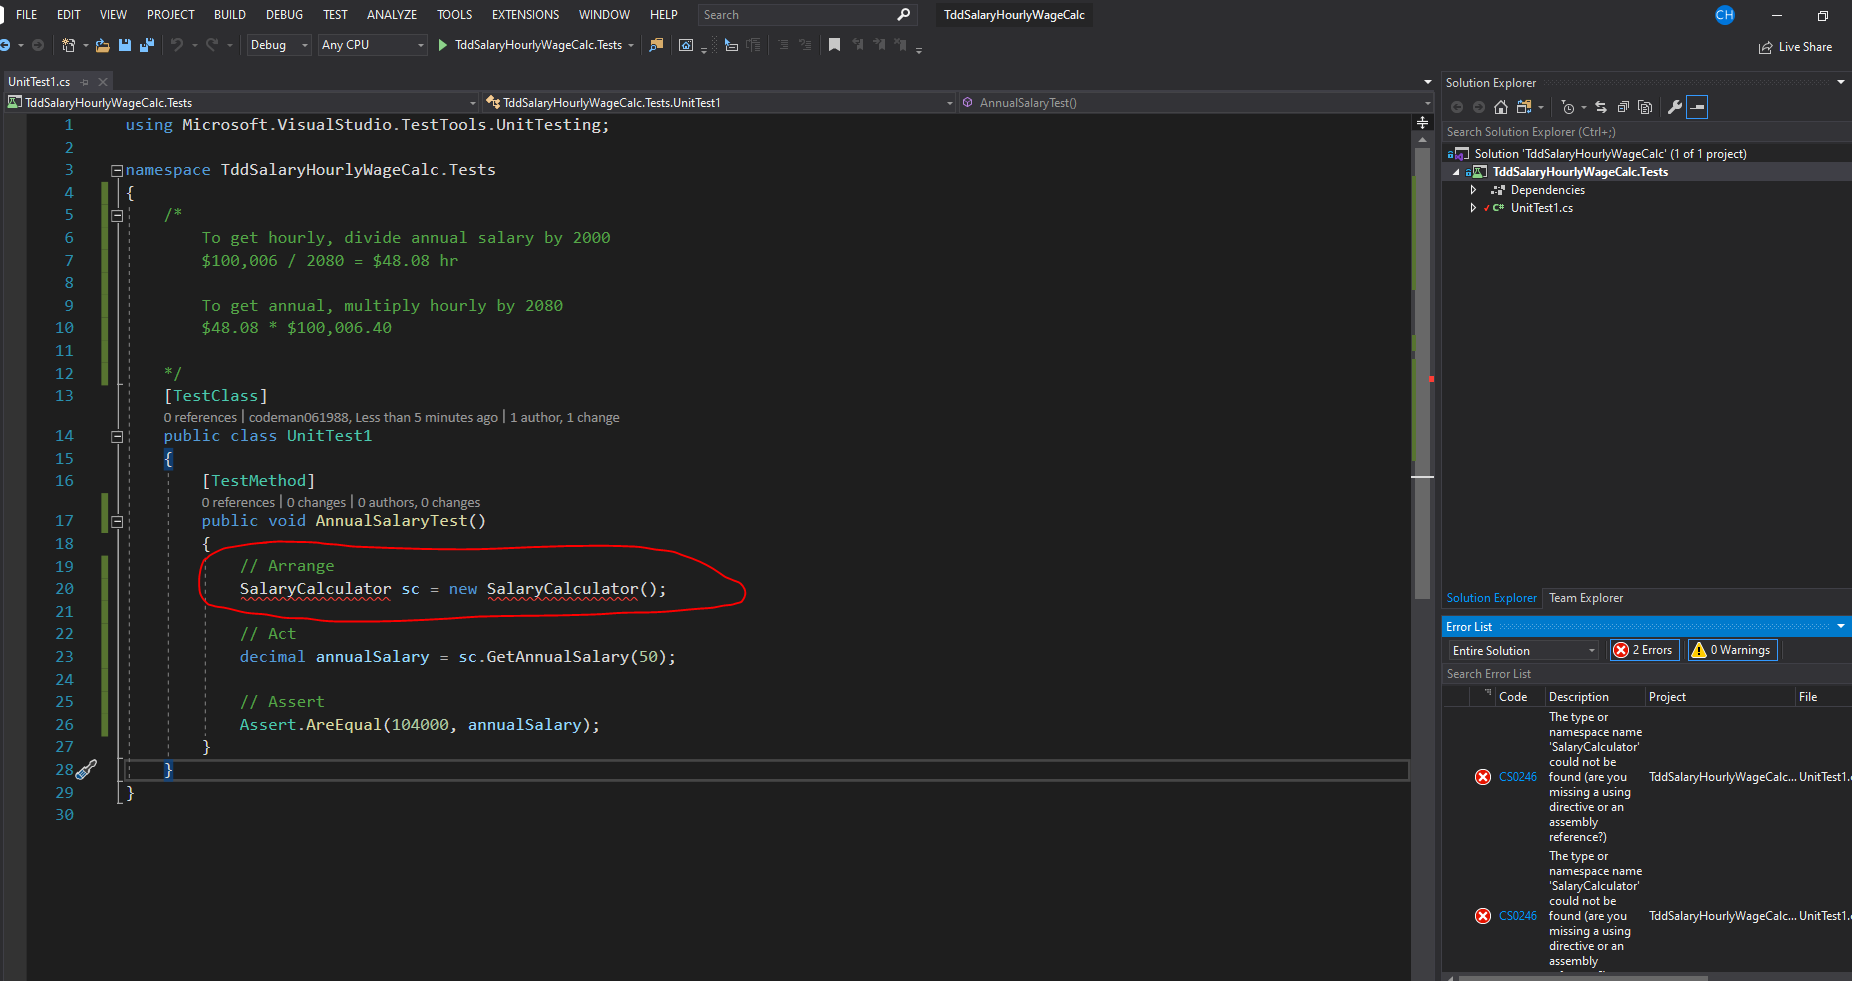 FILE EDIT VIEW PROJECT BUILD DEBUG TEST ANALYZE TOOLS EXTENSIONS WINDOW HELP Search TddSalaryHourlyWageCalc CH
Debug Any CPU TddSalaryHourlyWageCalc.Tests Live Share
UnitTest1.cs
TddSalaryHourlyWageCalc.Tests TddSalaryHourlyWageCalc.Tests.UnitTest1 AnnualSalaryTest()
1 using Microsoft.VisualStudio.TestTools.UnitTesting;
2
3 namespace TddSalaryHourlyWageCalc.Tests
4 {
5 /*
6 To get hourly, divide annual salary by 2000
7 $100,006 / 2080 = $48.08 hr
8
9 To get annual, multiply hourly by 2080
10 $48.08 * $100,006.40
11
12 */
13 [TestClass]
0 references | codeman061988, Less than 5 minutes ago | 1 author, 1 change
14 public class UnitTest1
15 {
16 [TestMethod]
0 references | 0 changes | 0 authors, 0 changes
17 public void AnnualSalaryTest()
18 {
19 // Arrange
20 SalaryCalculator sc = new SalaryCalculator();
21
22 // Act
23 decimal annualSalary = sc.GetAnnualSalary(50);
24
25 // Assert
26 Assert.AreEqual(104000, annualSalary);
27 }
28 }
29 }
30
Solution Explorer
Search Solution Explorer (Ctrl+;)
Solution 'TddSalaryHourlyWageCalc' (1 of 1 project)
TddSalaryHourlyWageCalc.Tests
Dependencies
C# UnitTest1.cs
Solution Explorer Team Explorer
Error List
Entire Solution 2 Errors 0 Warnings
Search Error List
Code Description Project File
The type or
namespace name
'SalaryCalculator'
could not be
CS0246 found (are you TddSalaryHourlyWageCalc... UnitTest1.
missing a using
directive or an
assembly
reference?)
The type or
namespace name
'SalaryCalculator'
could not be
CS0246 found (are you TddSalaryHourlyWageCalc... UnitTest1.
missing a using
directive or an
assembly